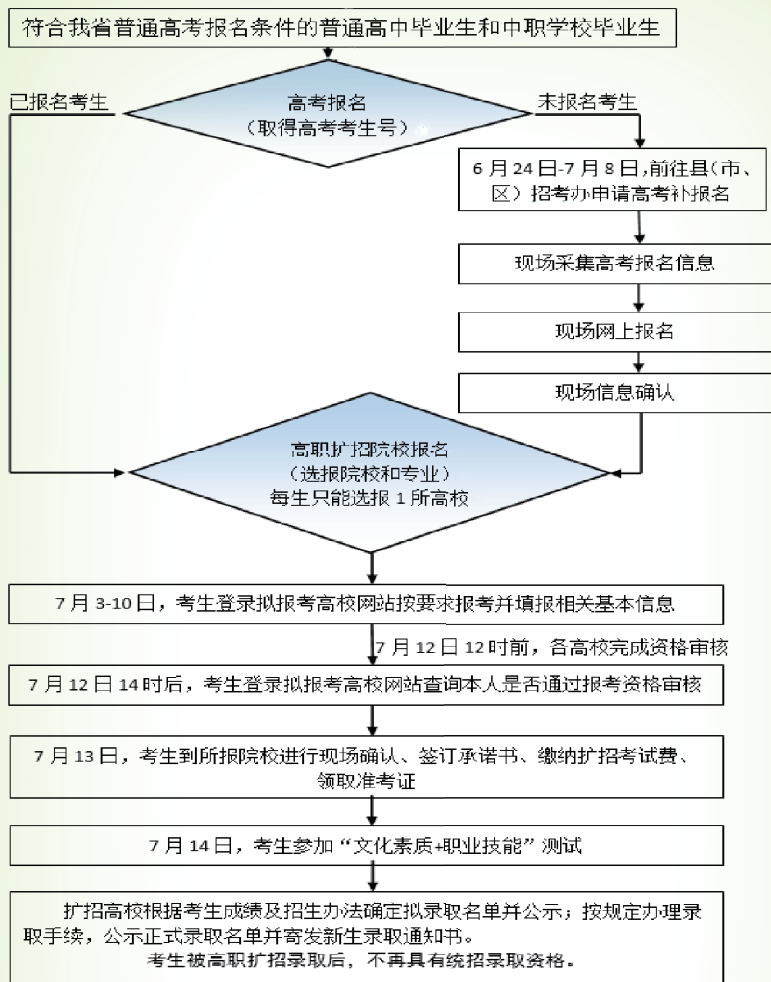 符合我省普通高考报名条件的普通高中毕业生和中职学校毕业生
已报名考生
高考报名
（取得高考考生号）
未报名考生
6 月 24 日-7 月 8 日,前往县（市、
区）招考办申请高考补报名
现场采集高考报名信息
现场网上报名
现场信息确认
高职扩招院校报名
（选报院校和专业）
每生只能选报 1 所高校
7 月 3-10 日，考生登录拟报考高校网站按要求报考并填报相关基本信息
7 月 12 日 12 时前，各高校完成资格审核
7 月 12 日 14 时后，考生登录拟报考高校网站查询本人是否通过报考资格审核
7 月 13 日，考生到所报院校进行现场确认、签订承诺书、缴纳扩招考试费、
领取准考证
7 月 14 日，考生参加“文化素质+职业技能”测试
扩招高校根据考生成绩及招生办法确定拟录取名单并公示；按规定办理录
取手续，公示正式录取名单并寄发新生录取通知书。
考生被高职扩招录取后，不再具有统招录取资格。